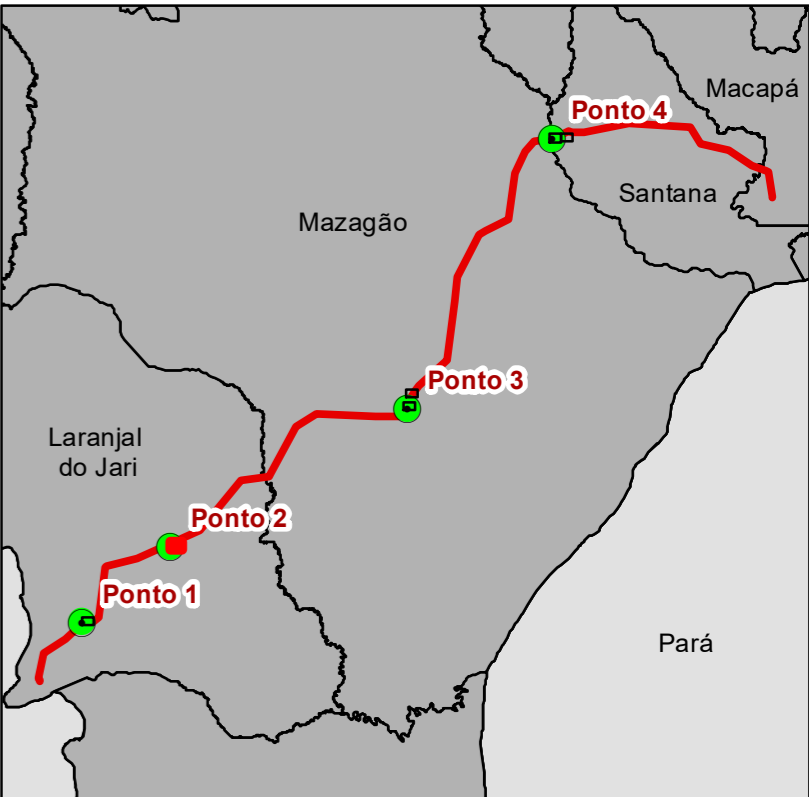 Macapá
Ponto 4
Santana
Mazagão
Ponto 3
Laranjal
do Jari
Ponto 2
Ponto 1
Pará